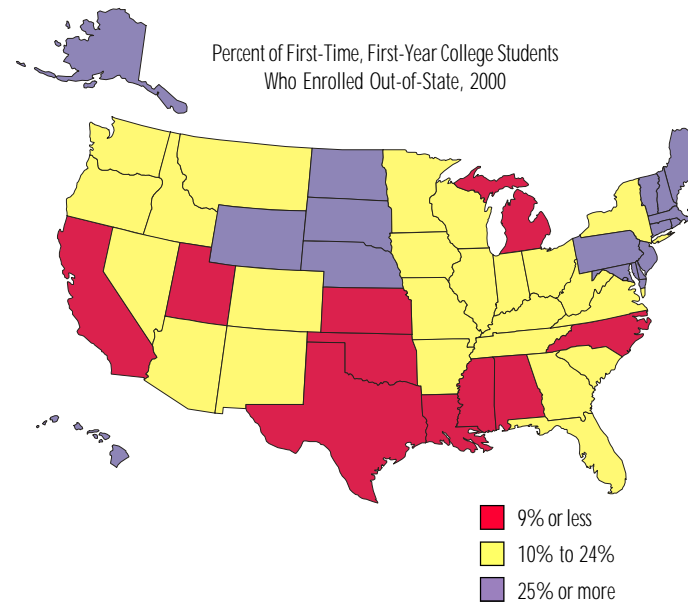 Percent of First-Time, First-Year College Students
Who Enrolled Out-of-State, 2000
9% or less
10% to 24%
25% or more